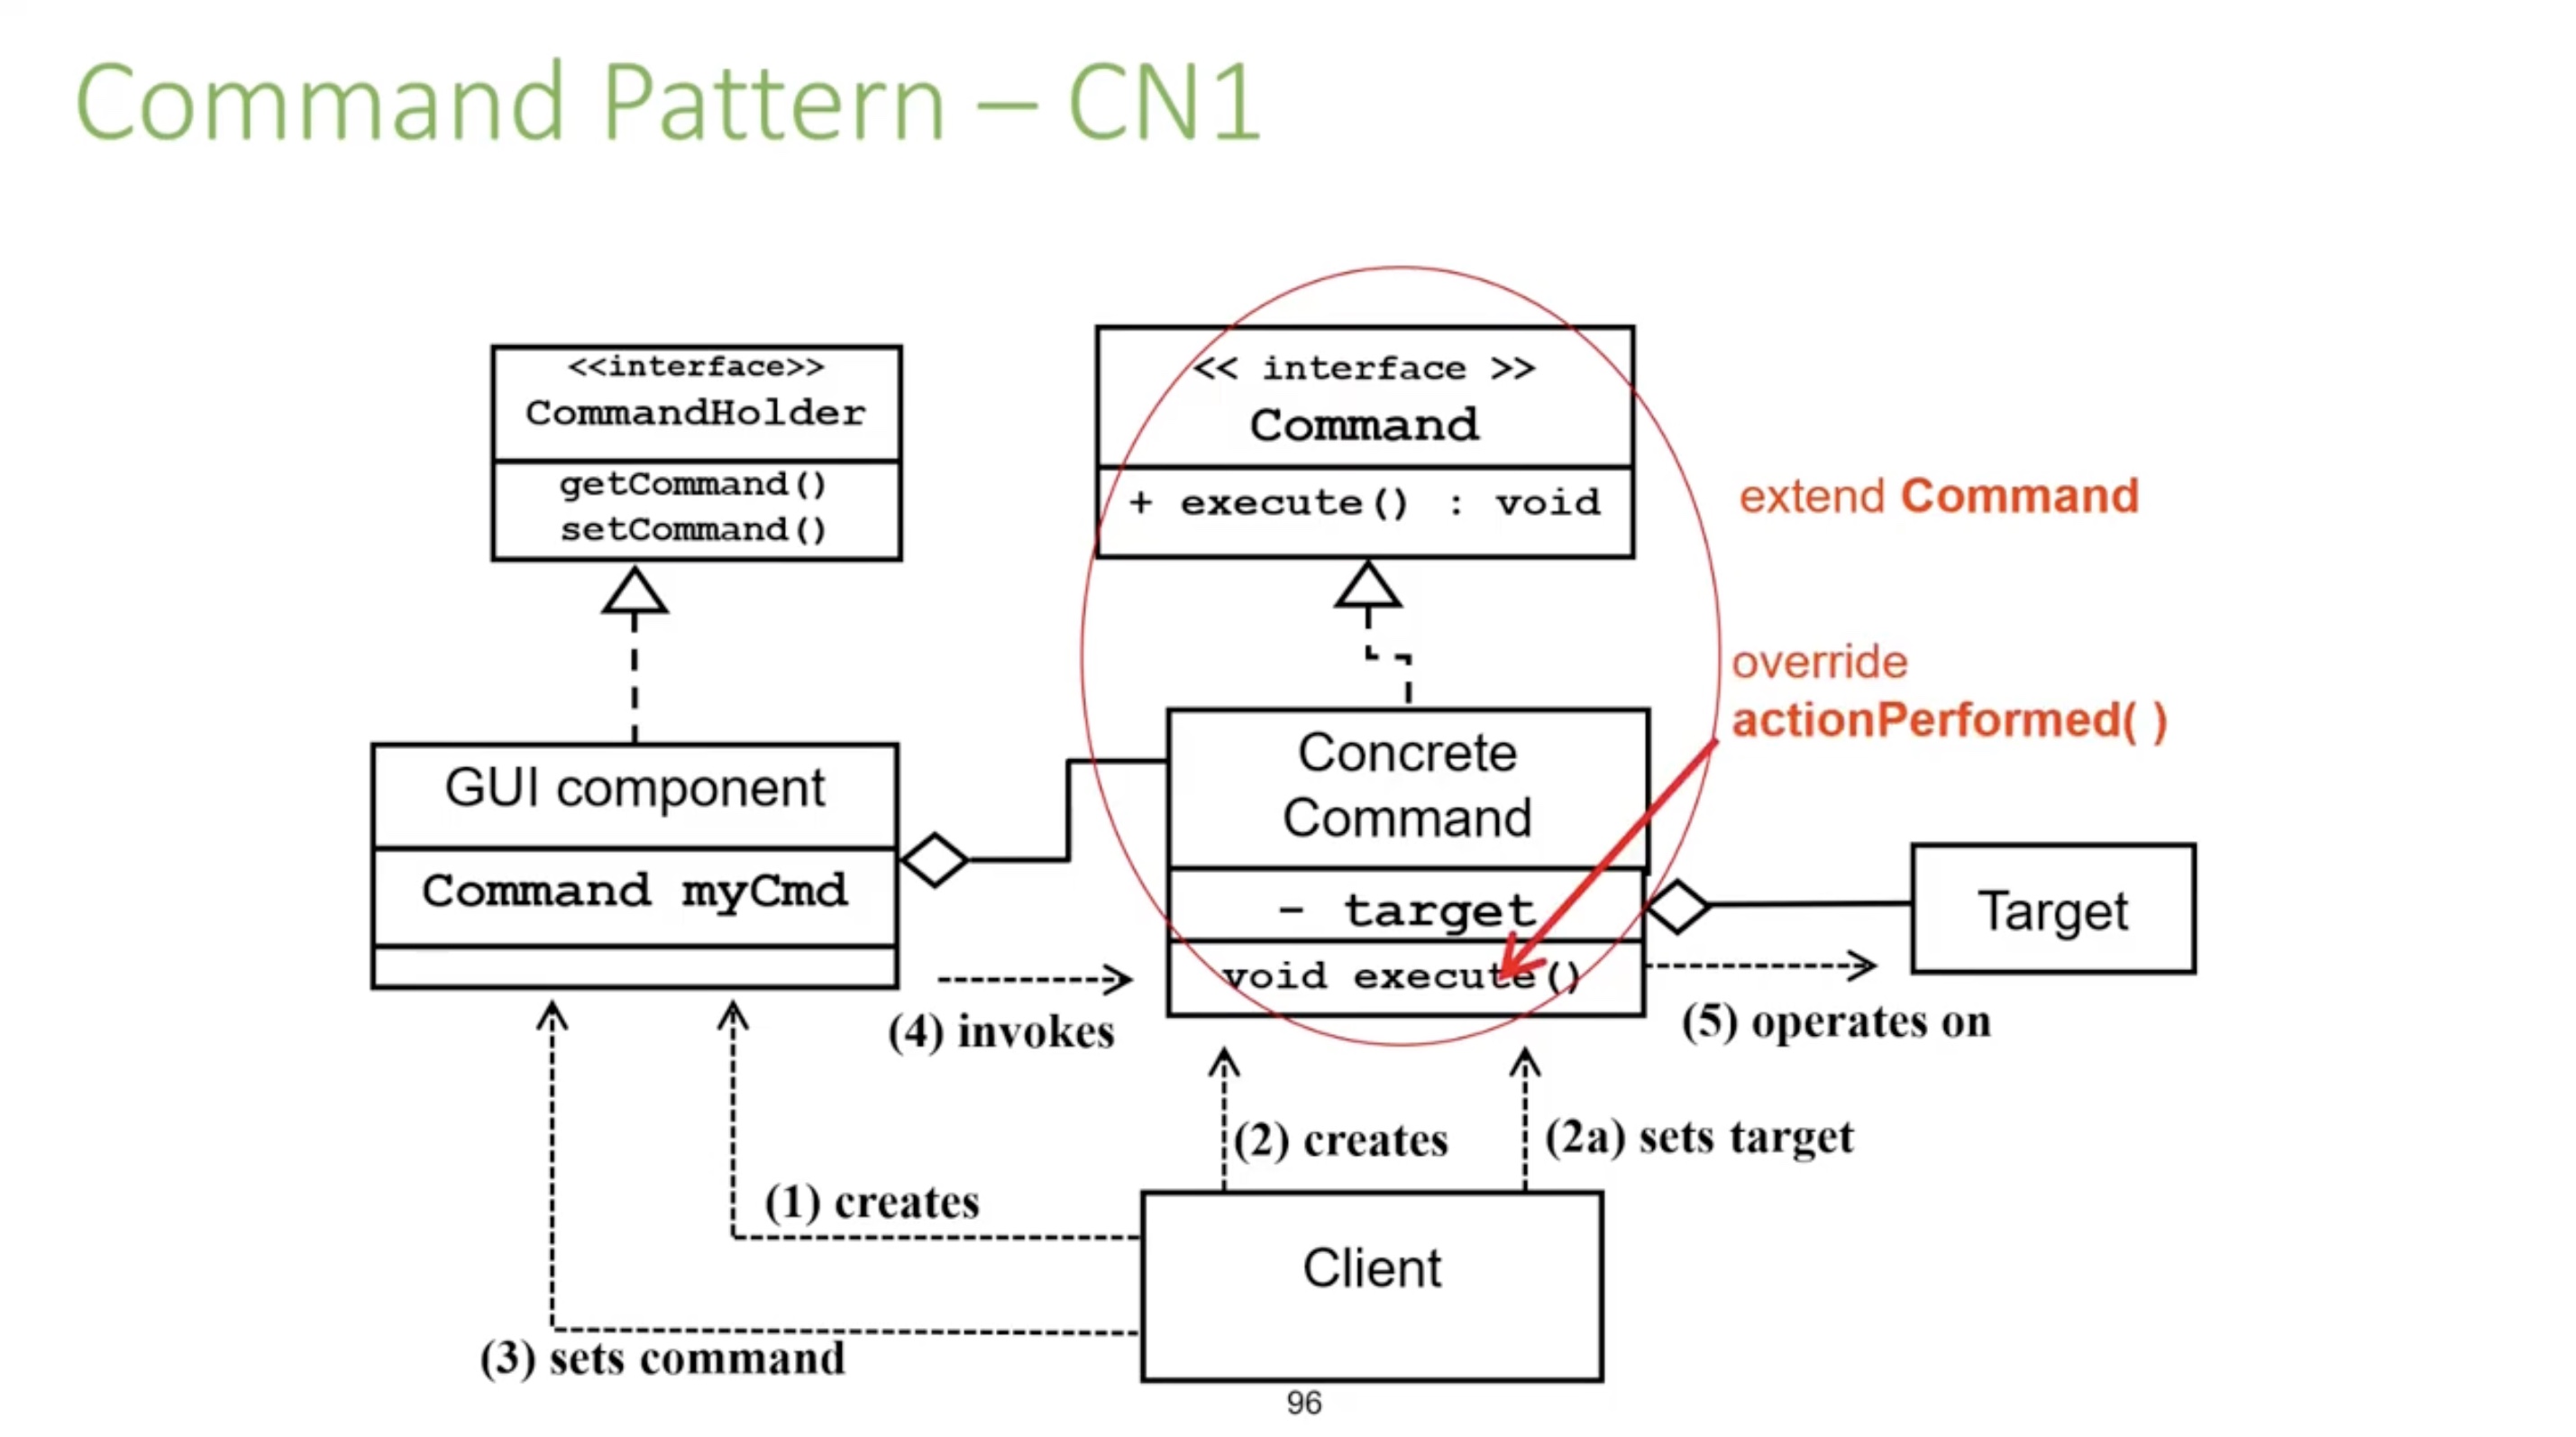 Command Pattern – CN1
<<interface>>
CommandHolder
getCommand()
setCommand()
<< interface >>
Command
+ execute() : void
extend Command
override
actionPerformed( )
GUI component
Command myCmd
Concrete
Command
- target
void execute()
Target
(4) invokes
(5) operates on
(2) creates
(2a) sets target
(1) creates
Client
(3) sets command
96